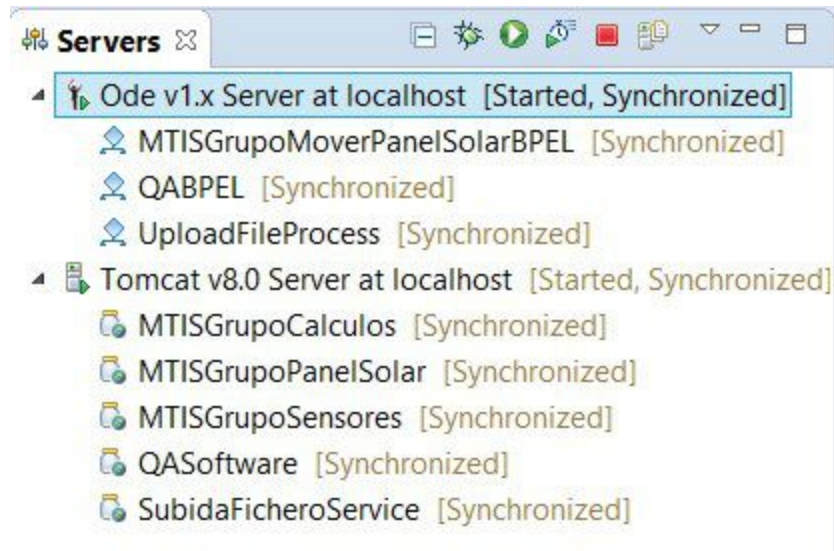 Servers
Ode v1.x Server at localhost [Started, Synchronized]
MTISGrupoMoverPanelSolarBPEL [Synchronized]
QABPEL [Synchronized]
UploadFileProcess [Synchronized]
Tomcat v8.0 Server at localhost [Started, Synchronized]
MTISGrupoCalculos [Synchronized]
MTISGrupoPanelSolar [Synchronized]
MTISGrupoSensores [Synchronized]
QASoftware [Synchronized]
SubidaFicheroService [Synchronized]